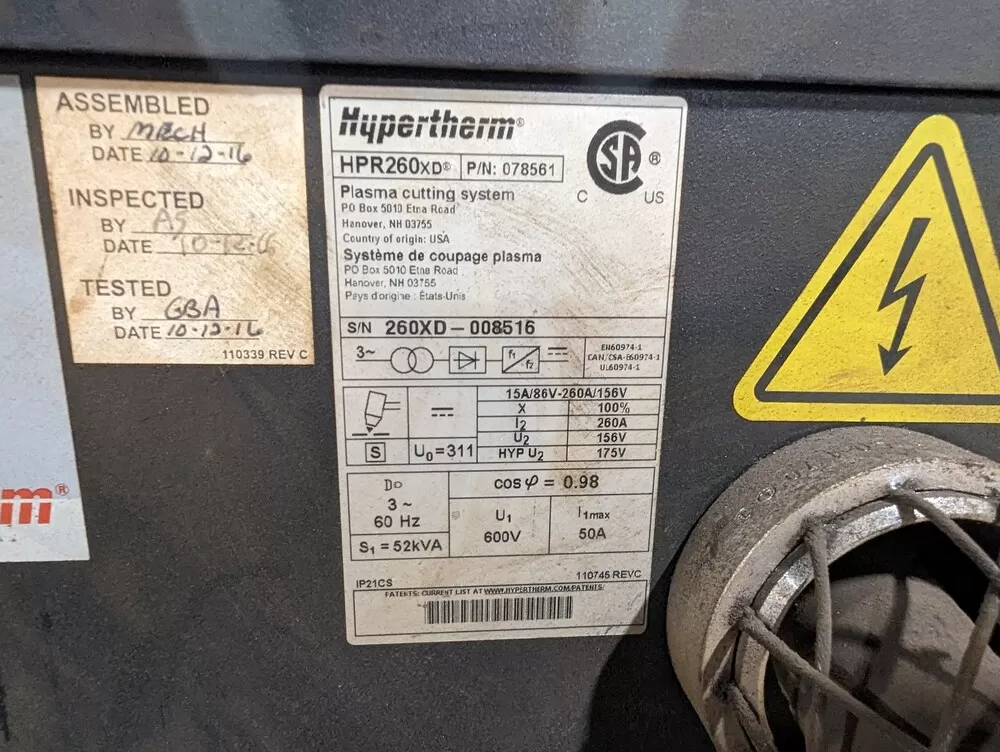 ASSEMBLED
BY MECH
DATE 10-12-16
INSPECTED
BY AS
DATE
TESTED
BY GBA
DATE 10-12-16
110339 REV C
m®
Hypertherm®
HPR260XD® P/N: 078561
Plasma cutting system
PO Box 5010 Etna Road
Hanover, NH 03755
Country of origin: USA
Système de coupage plasma
PO Box 5010 Etna Road
Hanover, NH 03755
Pays d'origine : États-Unis
SA ®
C US
S/N 260XD-008516
3~ f1 f2
EN60974-1
CAN/CSA-E60974-1
UL60974-1
S
U0=311
15A/86V-260A/156V
X 100%
I2 260A
U2 156V
HYP U2 175V
3~
60 Hz
S1 = 52kVA
cos φ = 0.98
U1
600V
I1max
50A
IP21CS
110745 REVC
PATENTS: CURRENT LIST AT WWW.HYPERTHERM.COM/PATENTS/